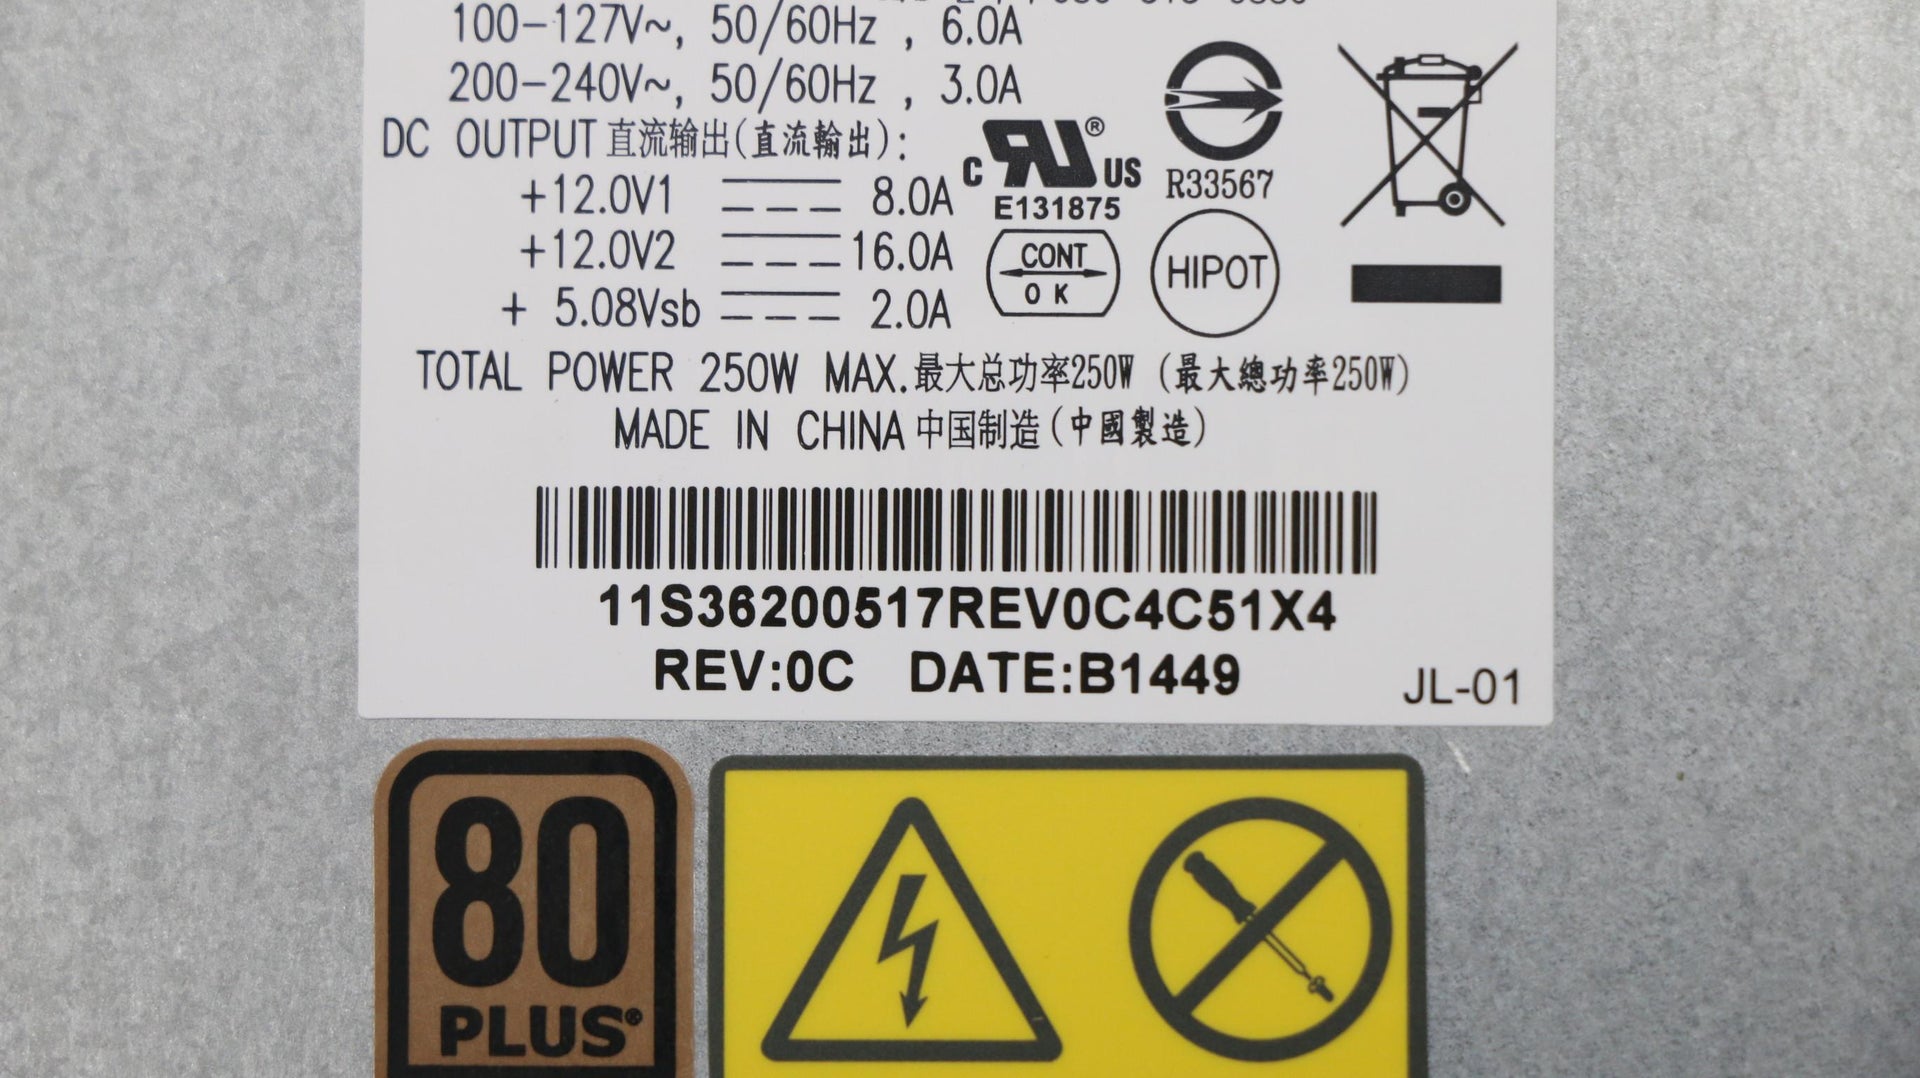 100-127V~, 50/60Hz , 6.0A
200-240V~, 50/60Hz , 3.0A
DC OUTPUT 直流输出(直流輸出):
+12.0V1 8.0A
+12.0V2 16.0A
+ 5.08Vsb 2.0A
C RU® US
E131875
R33567
CONT
OK
HIPOT
TOTAL POWER 250W MAX.最大总功率250W (最大總功率250W)
MADE IN CHINA 中国制造(中國製造)
11S36200517REV0C4C51X4
REV:0C DATE:B1449
JL-01
80
PLUS®